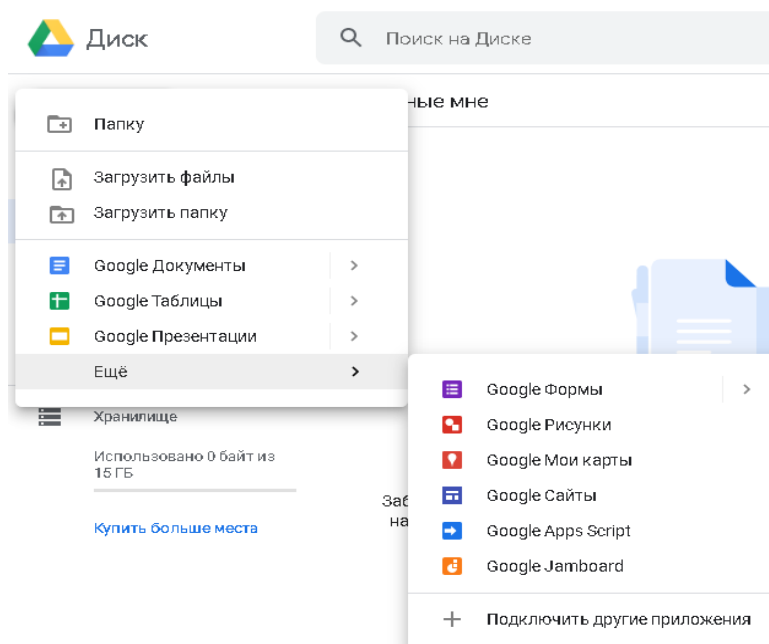 Диск
Поиск на Диске
ные мне
Папку
Загрузить файлы
Загрузить папку
Google Документы
Google Таблицы
Google Презентации
Ещё
Google Формы
Google Рисунки
Google Мои карты
Google Сайты
Google Apps Script
Google Jamboard
Подключить другие приложения
Хранилище
Использовано 0 байт из
15 ГБ
Купить больше места
Заб
на